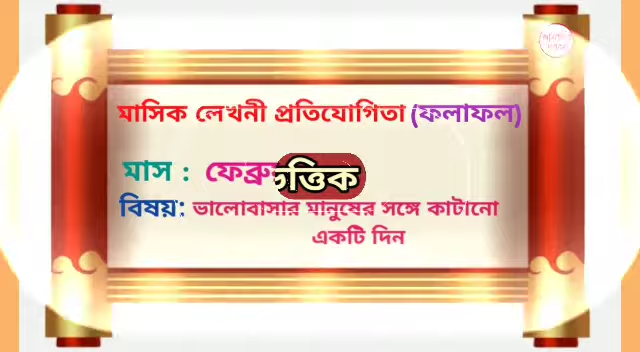 মাসিক লেখনী প্রতিযোগিতা (ফলাফল)
মাস :
বিষয়: ভালোবাসার মানুষের সঙ্গে কাটানো
একটি দিন